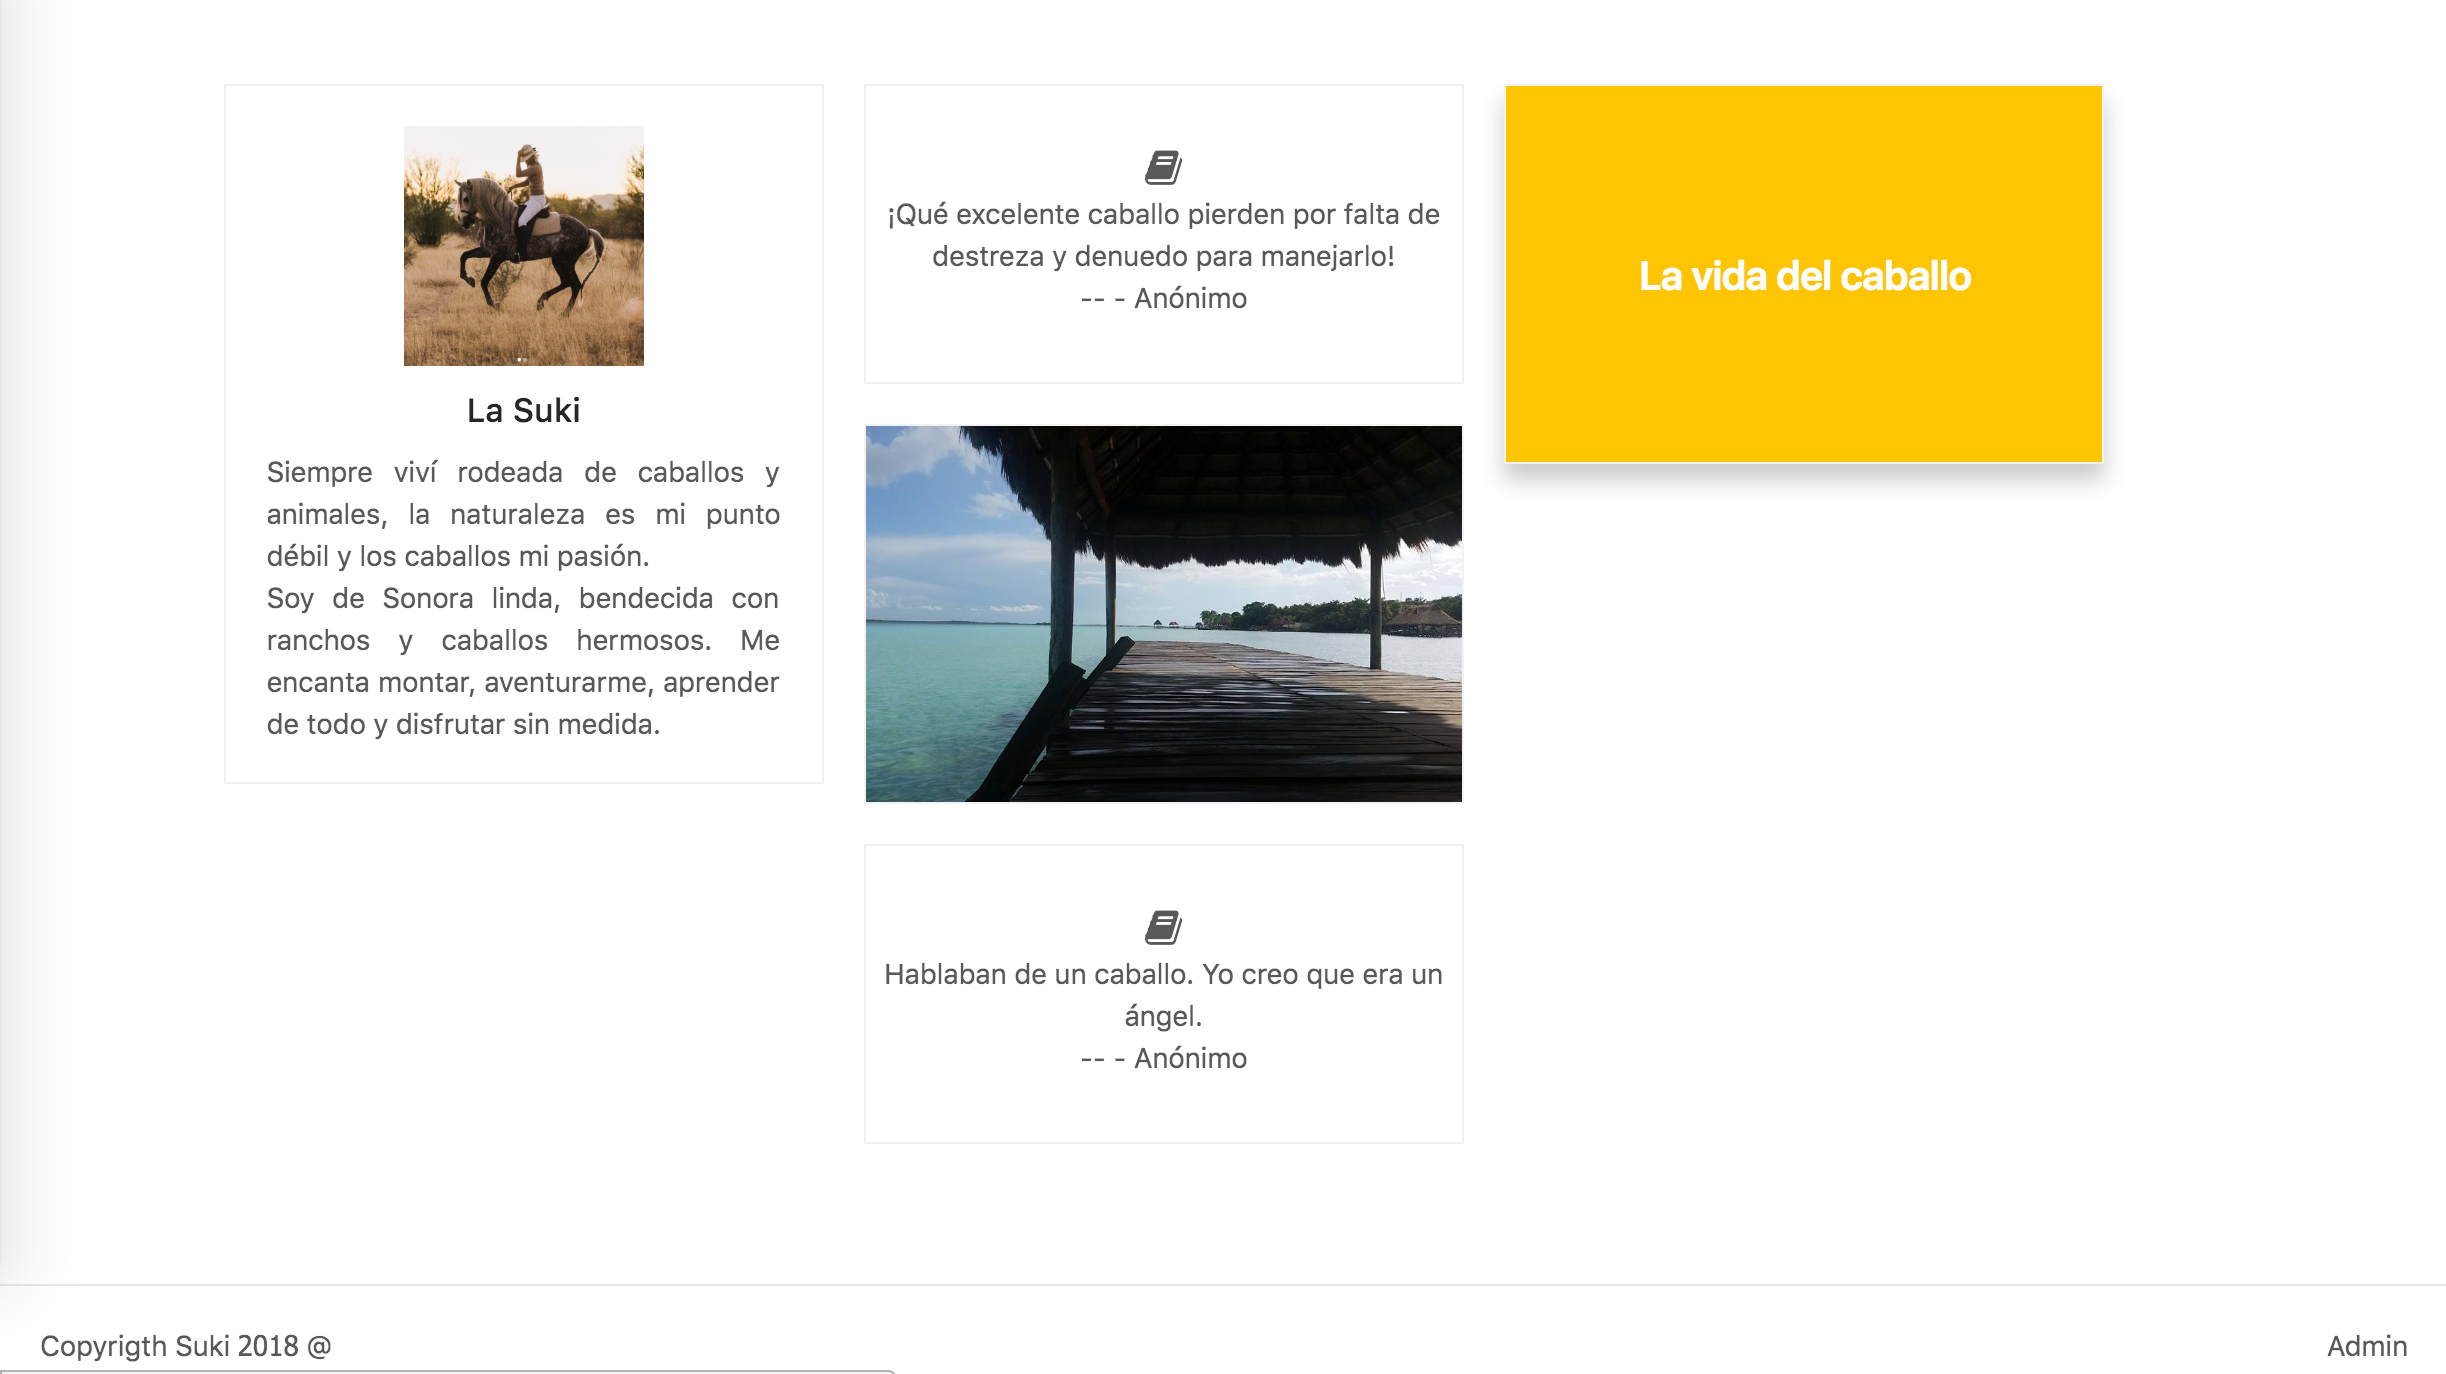 La Suki
Siempre viví rodeada de caballos y
animales, la naturaleza es mi punto
débil y los caballos mi pasión.
Soy de Sonora linda, bendecida con
ranchos y caballos hermosos. Me
encanta montar, aventurarme, aprender
de todo y disfrutar sin medida.
¡Qué excelente caballo pierden por falta de
destreza y denuedo para manejarlo!
-- - Anónimo
Hablaban de un caballo. Yo creo que era un
ángel.
-- - Anónimo
La vida del caballo
Copyrigth Suki 2018 @
Admin